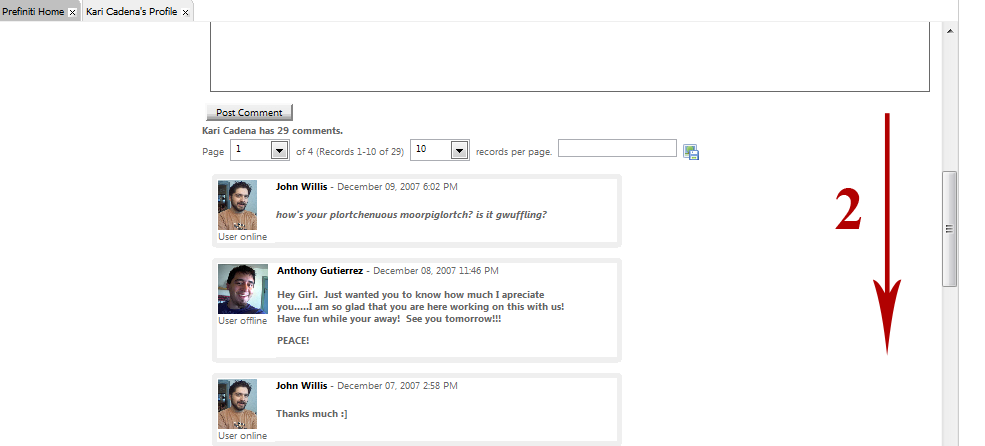 Prefiniti Home x Kari Cadena's Profile x
Post Comment
Kari Cadena has 29 comments.
Page 1 of 4 (Records 1-10 of 29) 10 records per page.
John Willis - December 09, 2007 6:02 PM
how's your plortchenuous moorpiglortch? is it gwuffling?
User online
2
Anthony Gutierrez - December 08, 2007 11:46 PM
Hey Girl.  Just wanted you to know how much I apreciate
you.....I am so glad that you are here working on this with us!
Have fun while your away!  See you tomorrow!!!
PEACE!
User offline
John Willis - December 07, 2007 2:58 PM
Thanks much :]
User online